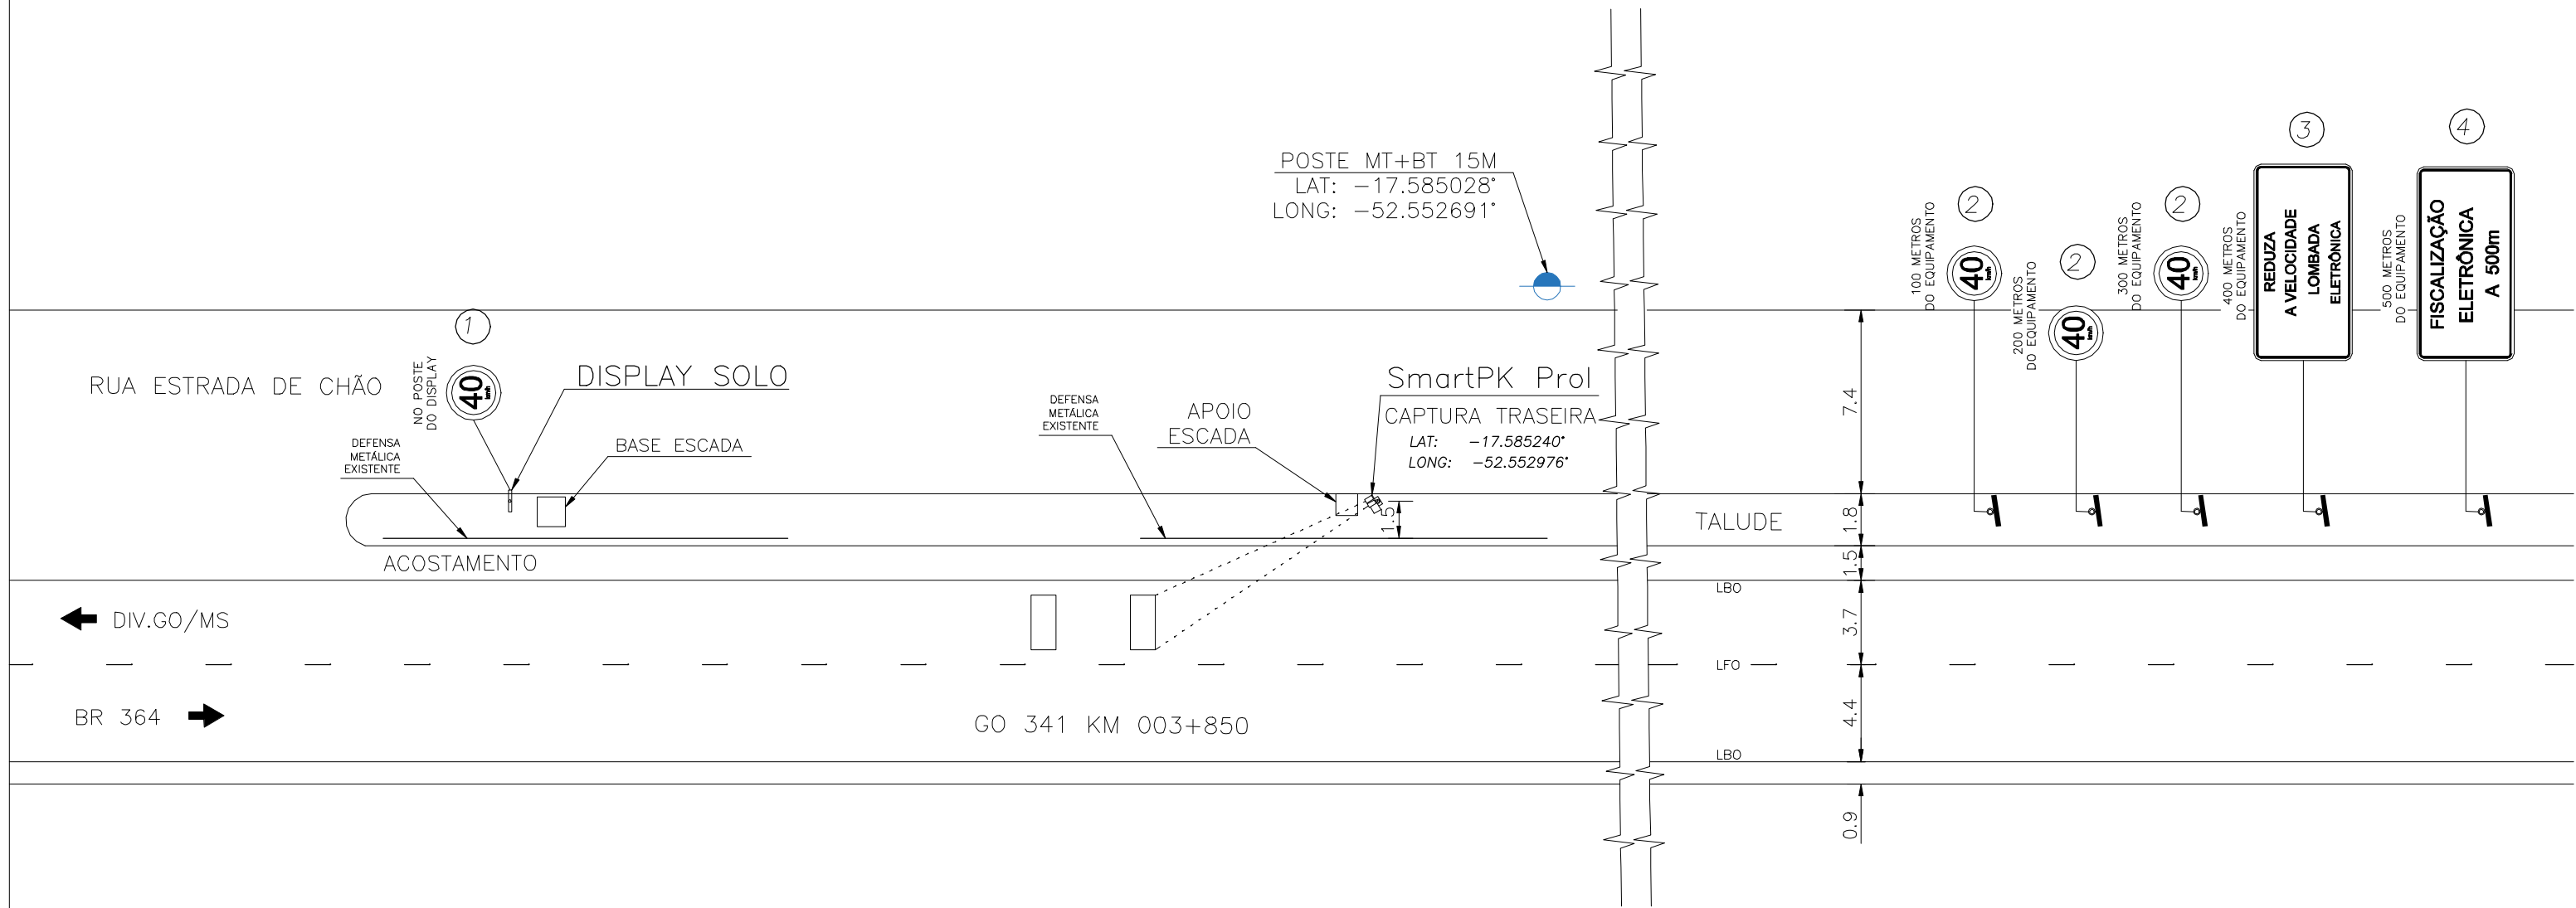 POSTE MT+BT 15M
LAT: -17.585028°
LONG: -52.552691°
1
NO POSTE
DO DISPLAY
40
km/h
RUA ESTRADA DE CHÃO
DISPLAY SOLO
BASE ESCADA
DEFENSA
METÁLICA
EXISTENTE
DEFENSA
METÁLICA
EXISTENTE
APOIO
ESCADA
SmartPK ProI
CAPTURA TRASEIRA
LAT: -17.585240°
LONG: -52.552976°
1.5
ACOSTAMENTO
DIV.GO/MS
BR 364
GO 341 KM 003+850
TALUDE
LBO
LFO
LBO
7.4
1.8
1.5
3.7
4.4
0.9
100 METROS
DO EQUIPAMENTO
2
40
km/h
200 METROS
DO EQUIPAMENTO
2
40
km/h
300 METROS
DO EQUIPAMENTO
2
40
km/h
400 METROS
DO EQUIPAMENTO
3
REDUZA
A VELOCIDADE
LOMBADA
ELETRÔNICA
500 METROS
DO EQUIPAMENTO
4
FISCALIZAÇÃO
ELETRÔNICA
A 500m